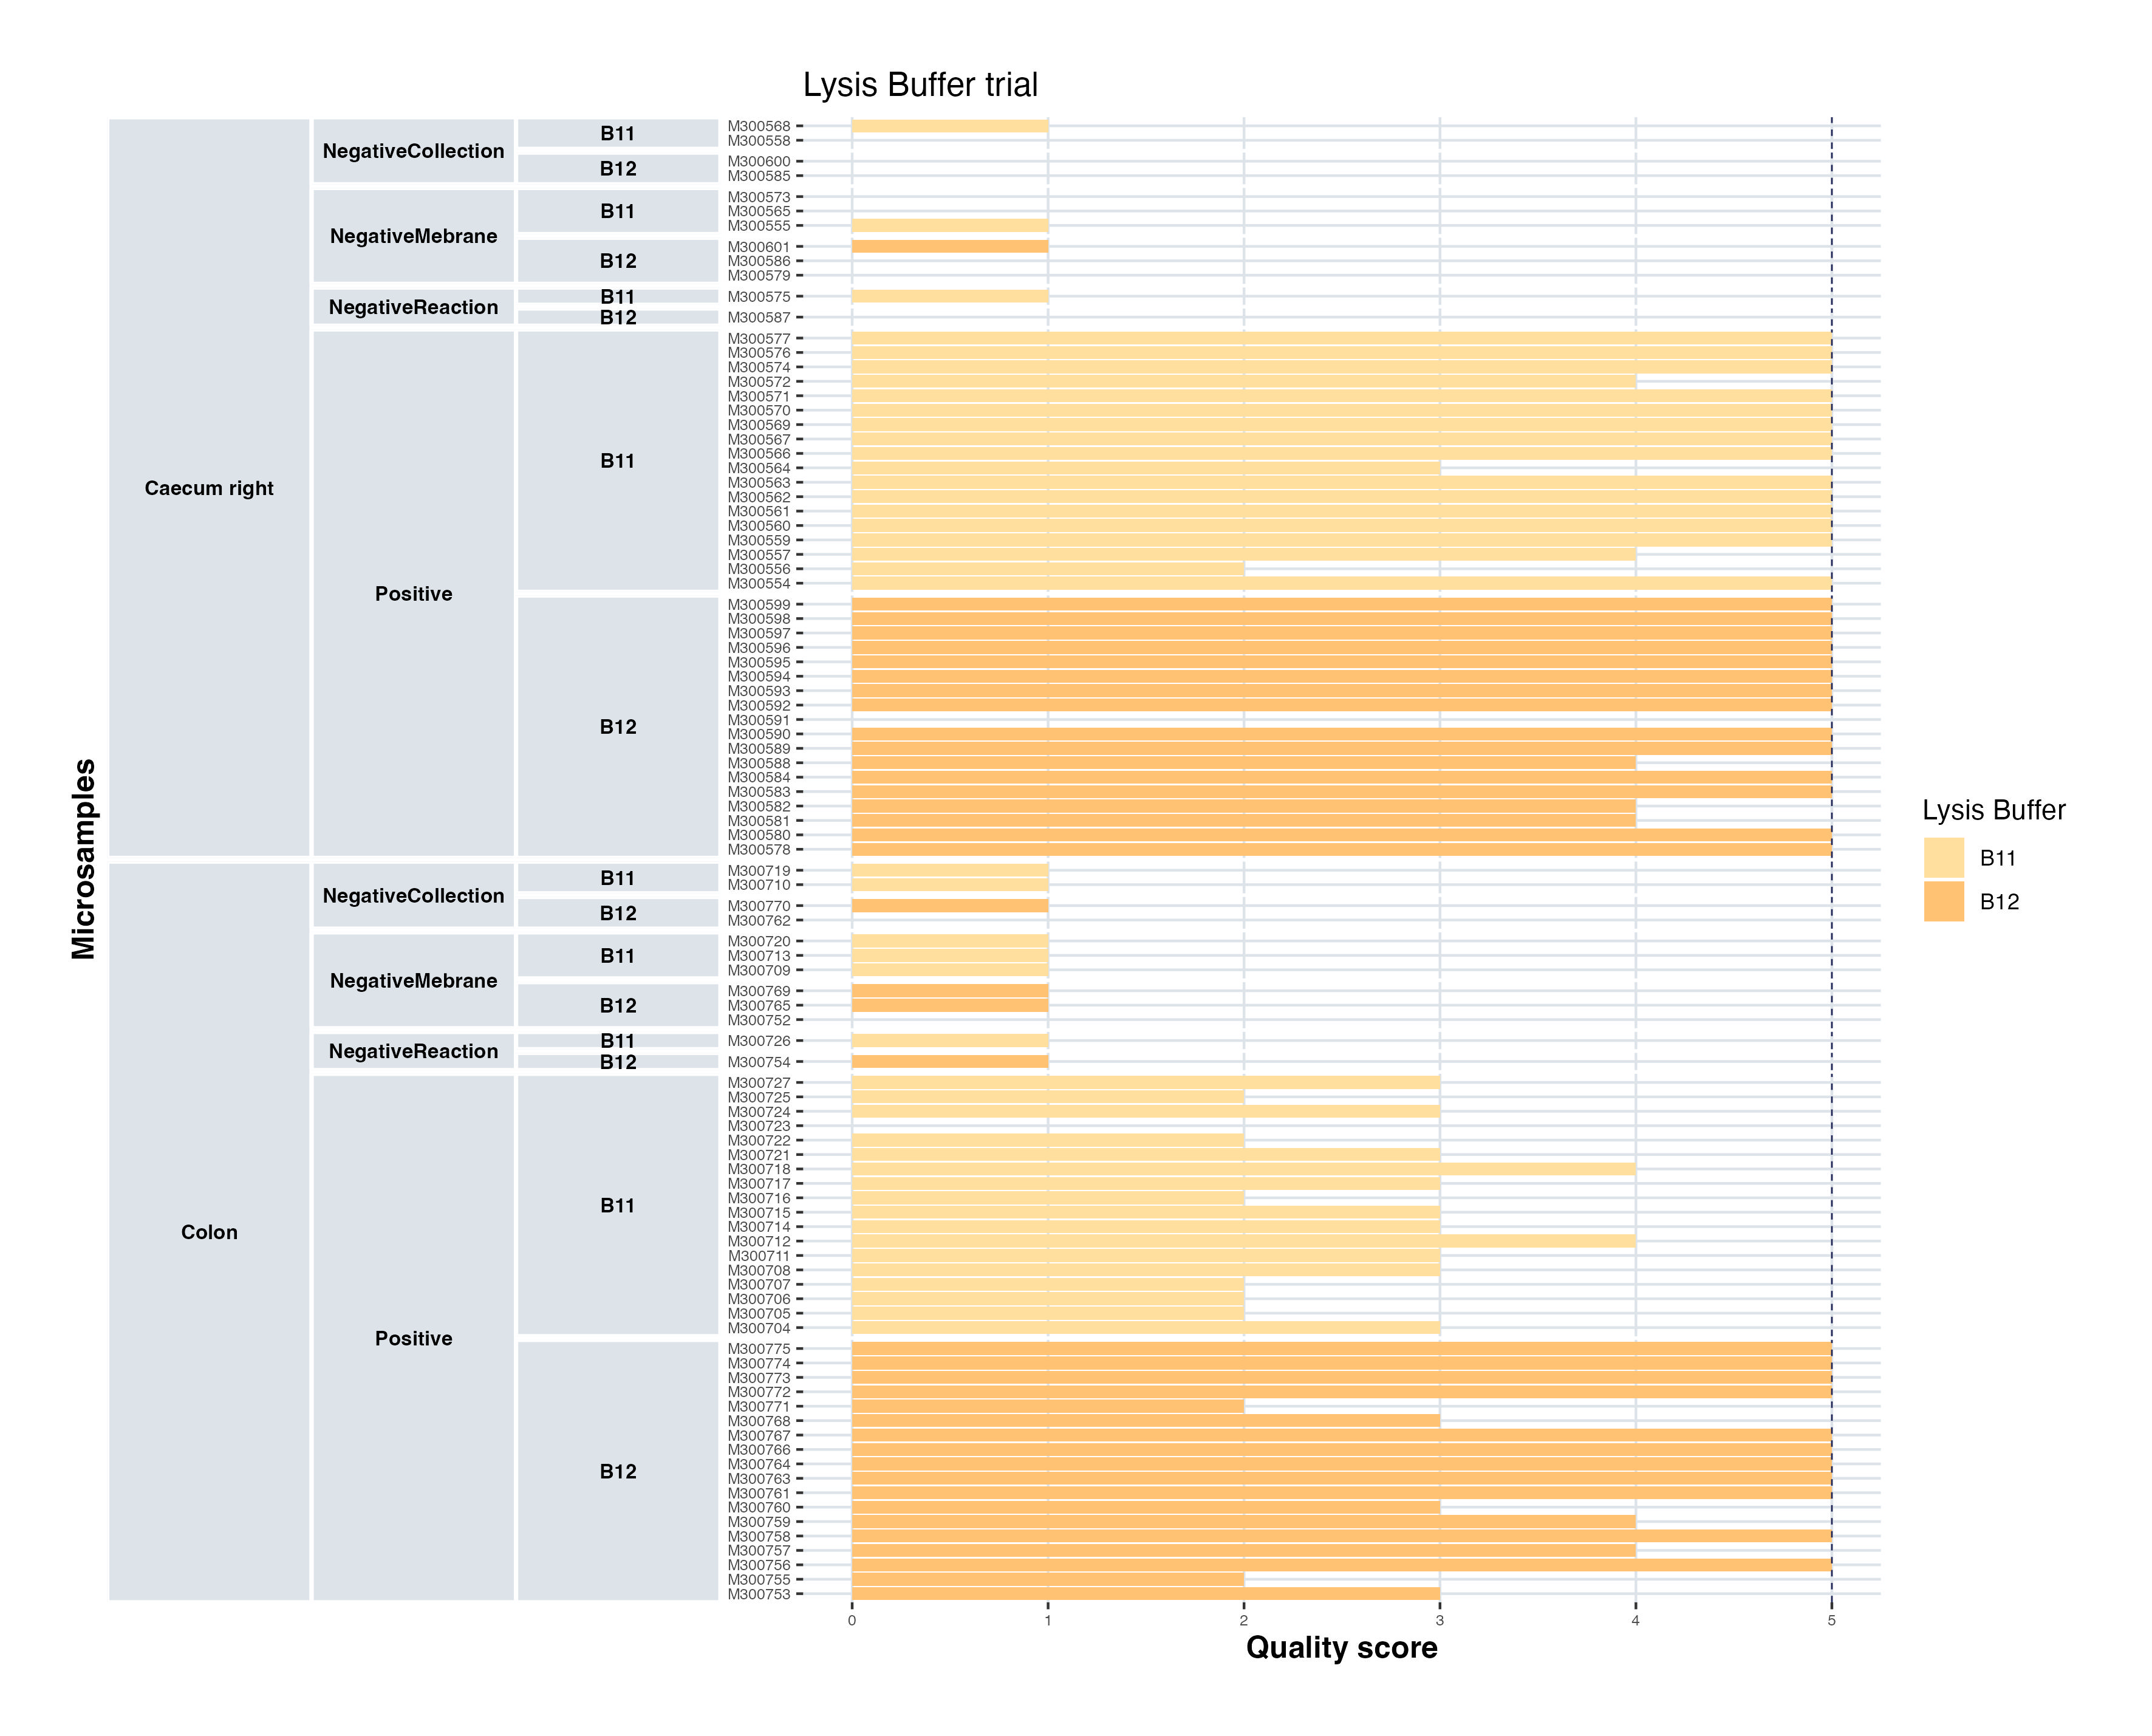 Lysis Buffer trial
Microsamples
Caecum right
NegativeCollection
B11
M300568
M300558
B12
M300600
M300585
NegativeMebrane
B11
M300573
M300565
M300555
B12
M300601
M300586
M300579
NegativeReaction
B11
M300575
B12
M300587
Positive
B11
M300577
M300576
M300574
M300572
M300571
M300570
M300569
M300567
M300566
M300564
M300563
M300562
M300561
M300560
M300559
M300557
M300556
M300554
B12
M300599
M300598
M300597
M300596
M300595
M300594
M300593
M300592
M300591
M300590
M300589
M300588
M300584
M300583
M300582
M300581
M300580
M300578
Colon
NegativeCollection
B11
M300719
M300710
B12
M300770
M300762
NegativeMebrane
B11
M300720
M300713
M300709
B12
M300769
M300765
M300752
NegativeReaction
B11
M300726
B12
M300754
Positive
B11
M300727
M300725
M300724
M300723
M300722
M300721
M300718
M300717
M300716
M300715
M300714
M300712
M300711
M300708
M300707
M300706
M300705
M300704
B12
M300775
M300774
M300773
M300772
M300771
M300768
M300767
M300766
M300764
M300763
M300761
M300760
M300759
M300758
M300757
M300756
M300755
M300753
0 1 2 3 4 5
Quality score
Lysis Buffer
B11
B12